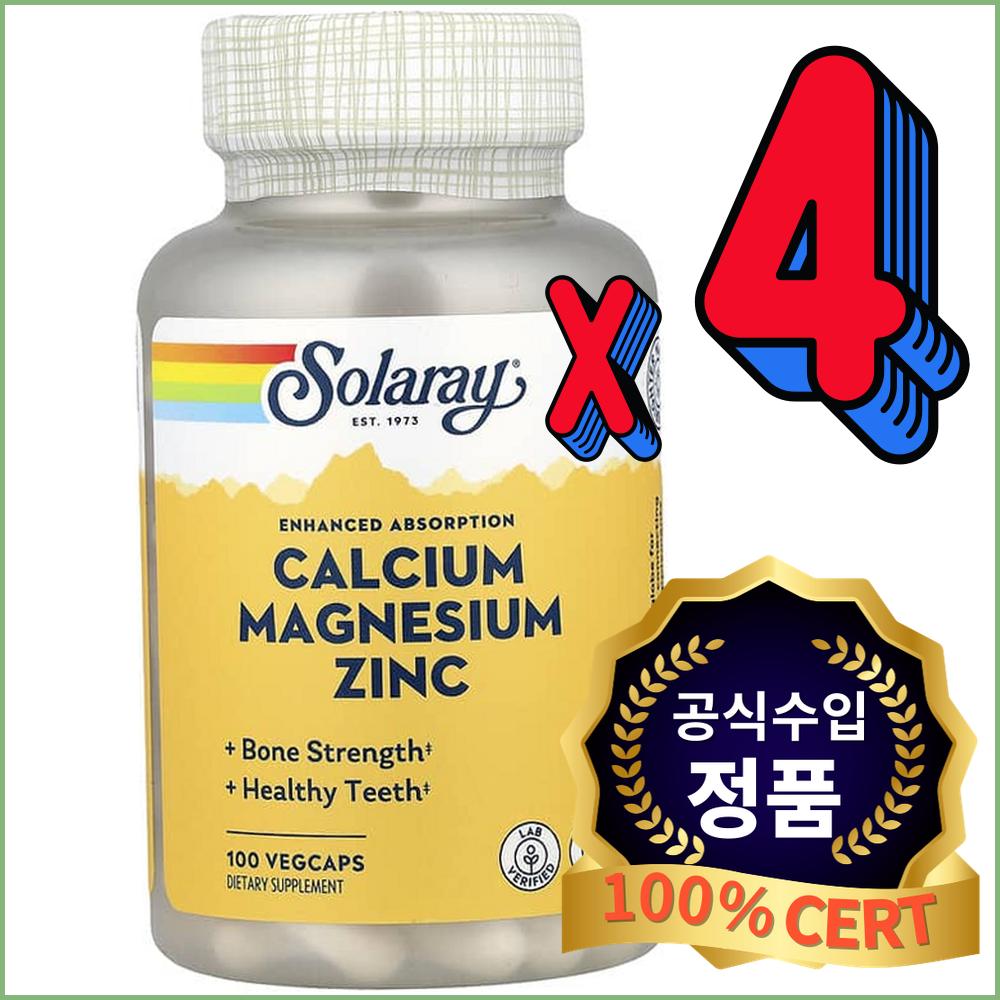 Solaray®
EST. 1973
ENHANCED ABSORPTION
CALCIUM
MAGNESIUM
ZINC
+ Bone Strength‡
+ Healthy Teeth‡
100 VEGCAPS
DIETARY SUPPLEMENT
LAB
VERIFIED
x 4
공식수입
정품
100% CERT